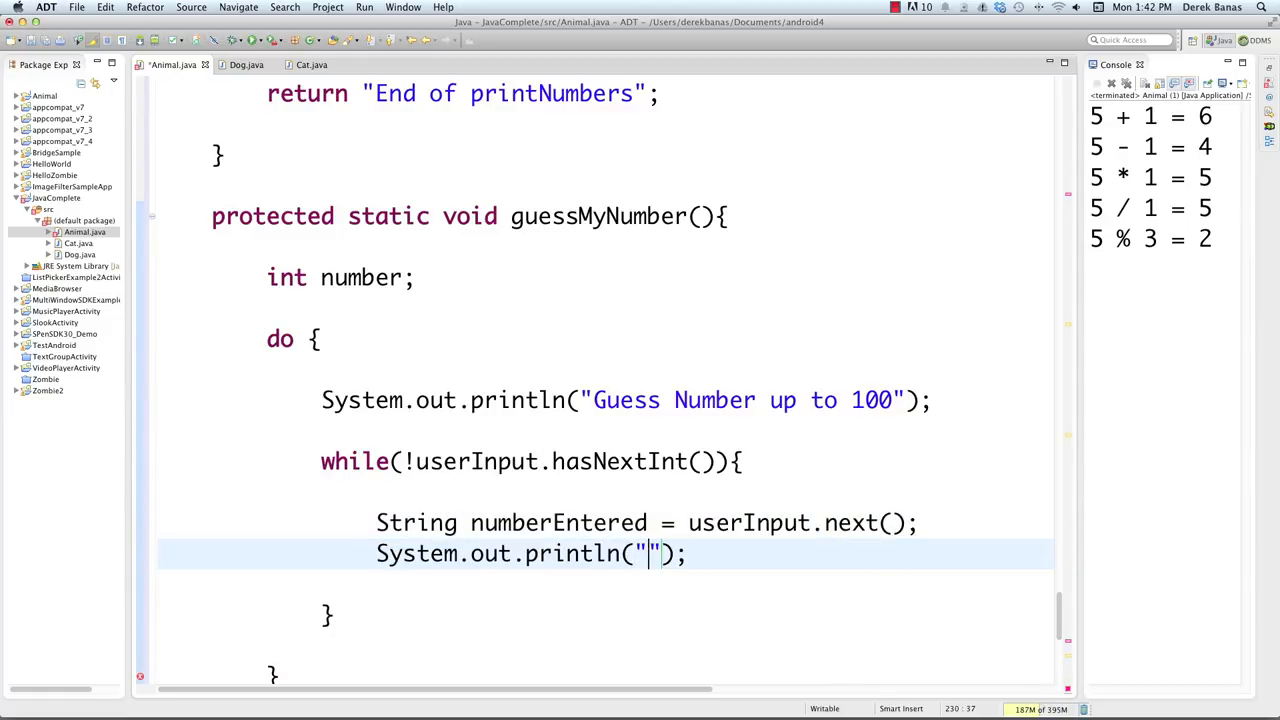 ADT File Edit Refactor Source Navigate Search Project Run Window Help 10 Mon 1:42 PM Derek Banas
Java - JavaComplete/src/Animal.java - ADT - /Users/derekbanas/Documents/android4
Quick Access Java DDMS
Package Exp
*Animal.java Dog.java Cat.java
Console
<terminated> Animal (1) [Java Application] /S
Animal
appcompat_v7
appcompat_v7_2
appcompat_v7_3
appcompat_v7_4
BridgeSample
HelloWorld
HelloZombie
ImageFilterSampleApp
JavaComplete
src
(default package)
Animal.java
Cat.java
Dog.java
JRE System Library [Ja
ListPickerExample2Activi
MediaBrowser
MultiWindowSDKExample
MusicPlayerActivity
SlookActivity
SPenSDK30_Demo
TestAndroid
TextGroupActivity
VideoPlayerActivity
Zombie
Zombie2
return "End of printNumbers";
}
protected static void guessMyNumber(){
int number;
do {
System.out.println("Guess Number up to 100");
while(!userInput.hasNextInt()){
String numberEntered = userInput.next();
System.out.println("");
}
}
5 + 1 = 6
5 - 1 = 4
5 * 1 = 5
5 / 1 = 5
5 % 3 = 2
Writable Smart Insert 230 : 37 187M of 395M